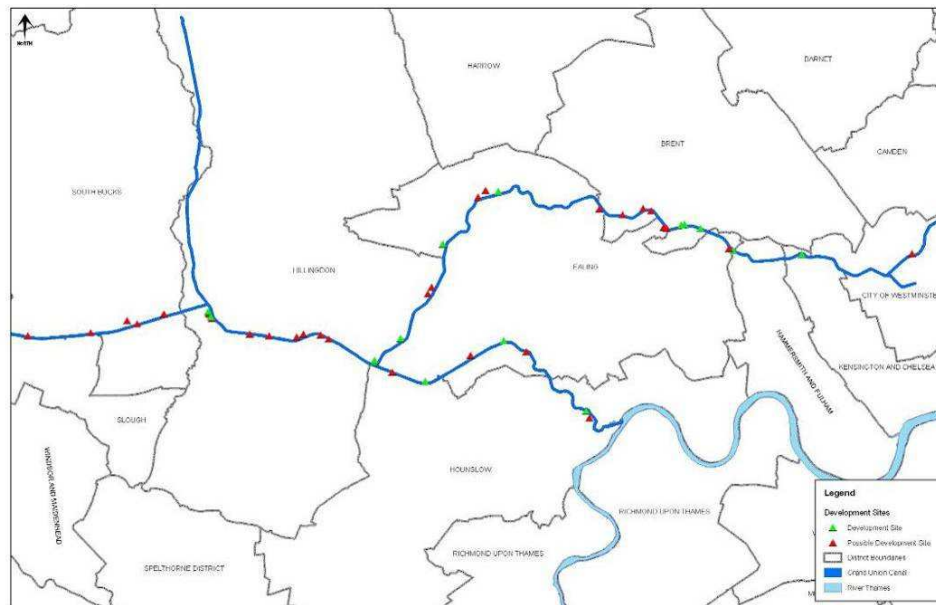 NORTH
HARROW
BARNET
BRENT
CAMDEN
SOUTH BUCKS
HILLINGDON
EALING
CITY OF WESTMINSTE
HAMMERSMITH AND FULHAM
KENSINGTON AND CHELSEA
SLOUGH
WINDSOR AND MAIDENHEAD
HOUNSLOW
RICHMOND UPON THAMES
RICHMOND UPON THAMES
SPELTHORNE DISTRICT
Legend
Development Sites
Development Site
Possible Development Site
District Boundaries
Grand Union Canal
River Thames